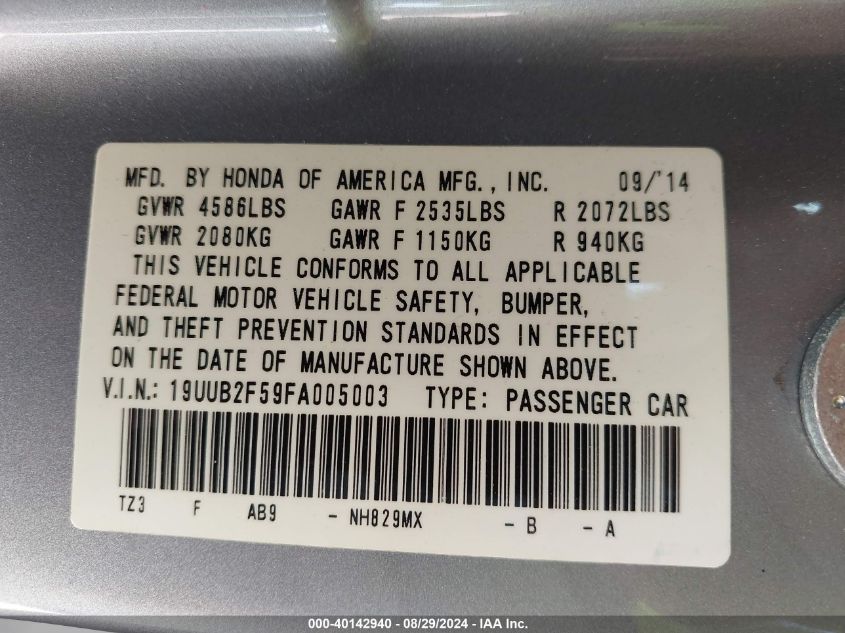 MFD. BY HONDA OF AMERICA MFG., INC. 09/'14
GVWR 4586LBS GAWR F 2535LBS R 2072LBS
GVWR 2080KG GAWR F 1150KG R 940KG
THIS VEHICLE CONFORMS TO ALL APPLICABLE
FEDERAL MOTOR VEHICLE SAFETY, BUMPER,
AND THEFT PREVENTION STANDARDS IN EFFECT
ON THE DATE OF MANUFACTURE SHOWN ABOVE.
V.I.N.: 19UUB2F59FA005003 TYPE: PASSENGER CAR
TZ3 F AB9 - NH829MX - B - A
000-40142940 - 08/29/2024 - IAA Inc.